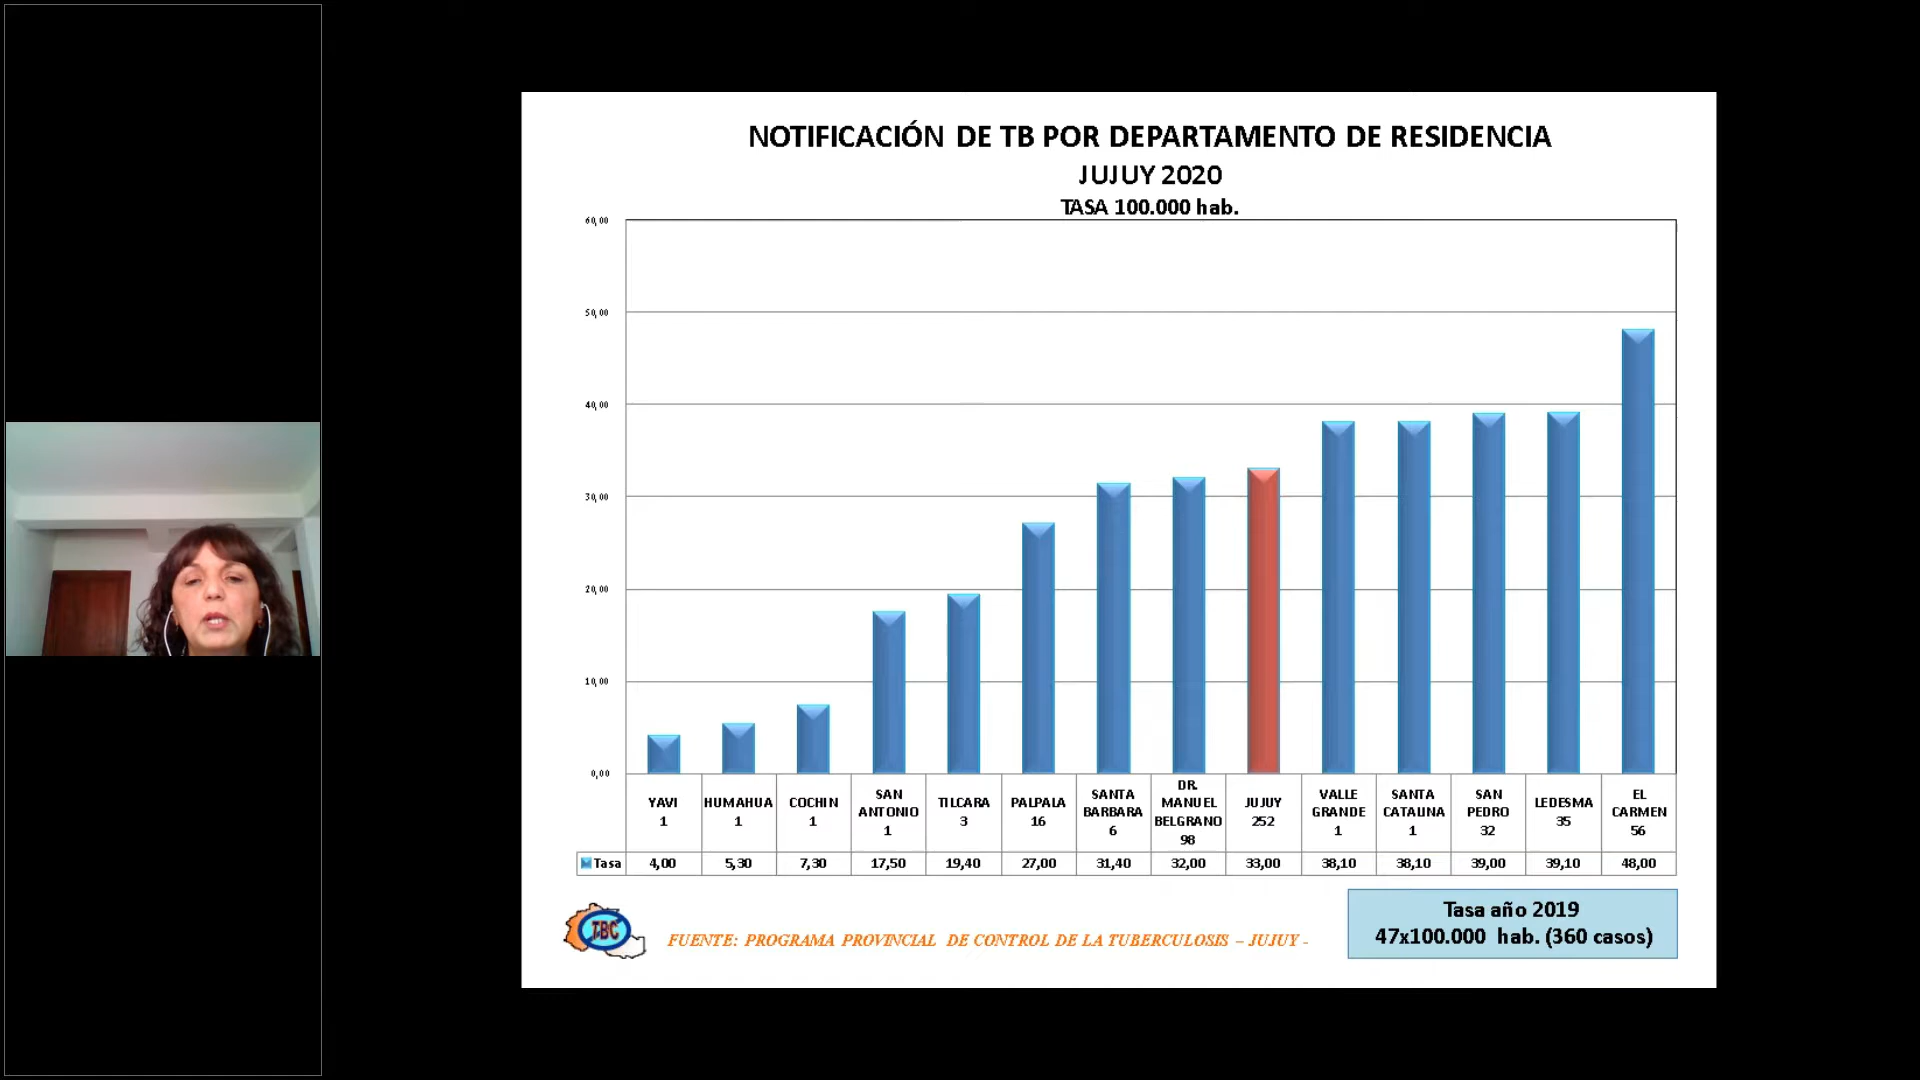 NOTIFICACIÓN DE TB POR DEPARTAMENTO DE RESIDENCIA
JUJUY 2020
TASA 100.000 hab.
60,00
50,00
40,00
30,00
20,00
10,00
0,00
YAVI
1
HUMAHUA
1
COCHIN
1
SAN
ANTONIO
1
TILCARA
3
PALPALA
16
SANTA
BARBARA
6
DR.
MANUEL
BELGRANO
98
JUJUY
252
VALLE
GRANDE
1
SANTA
CATALINA
1
SAN
PEDRO
32
LEDESMA
35
EL
CARMEN
56
Tasa 4,00 5,30 7,30 17,50 19,40 27,00 31,40 32,00 33,00 38,10 38,10 39,00 39,10 48,00
TBC
FUENTE: PROGRAMA PROVINCIAL DE CONTROL DE LA TUBERCULOSIS – JUJUY -
Tasa año 2019
47x100.000 hab. (360 casos)